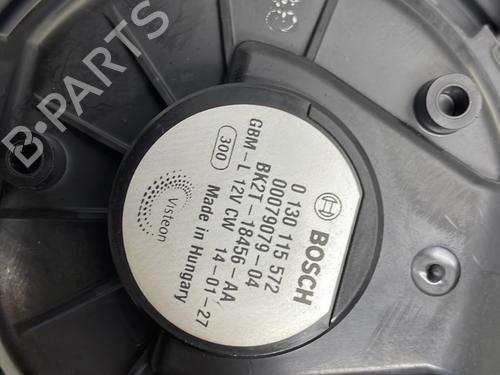 BOSCH
0 130 115 572
00079079-04
BK2T-18456-AA
GBM-L 12V CW 14-01-27
300
Made in Hungary
Visteon
B-PARTS